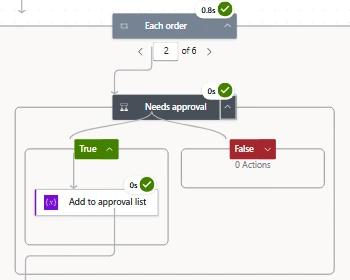 0.8s
Each order
2 of 6
0s
Needs approval
True
False
0 Actions
0s
{x} Add to approval list